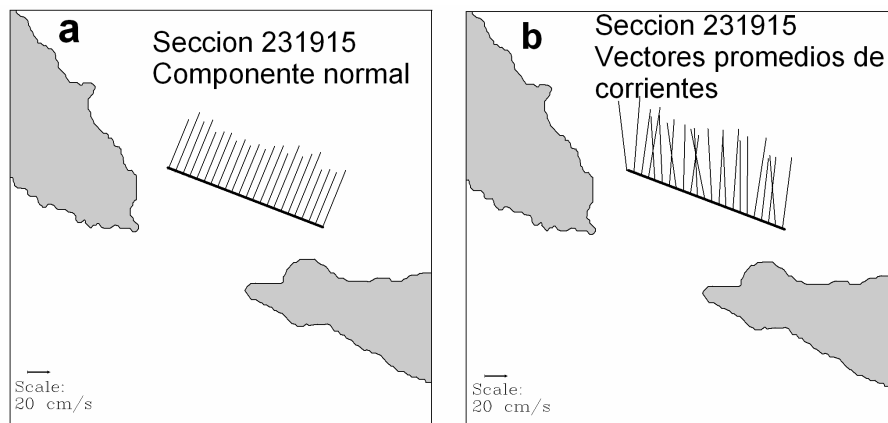 a
Seccion 231915
Componente normal
Scale:
20 cm/s
b
Seccion 231915
Vectores promedios de
corrientes
Scale:
20 cm/s